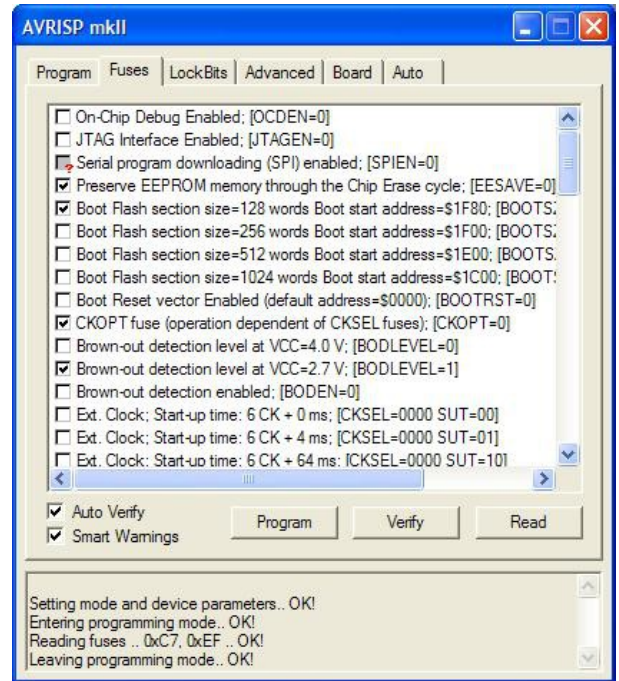 AVRISP mkII
Program Fuses LockBits Advanced Board Auto
On-Chip Debug Enabled; [OCDEN=0]
JTAG Interface Enabled; [JTAGEN=0]
Serial program downloading (SPI) enabled; [SPIEN=0]
Preserve EEPROM memory through the Chip Erase cycle; [EESAVE=0]
Boot Flash section size=128 words Boot start address=$1F80; [BOOTS
Boot Flash section size=256 words Boot start address=$1F00; [BOOTS
Boot Flash section size=512 words Boot start address=$1E00; [BOOTS
Boot Flash section size=1024 words Boot start address=$1C00; [BOOT
Boot Reset vector Enabled (default address=$0000); [BOOTRST=0]
CKOPT fuse (operation dependent of CKSEL fuses); [CKOPT=0]
Brown-out detection level at VCC=4.0 V; [BODLEVEL=0]
Brown-out detection level at VCC=2.7 V; [BODLEVEL=1]
Brown-out detection enabled; [BODEN=0]
Ext. Clock; Start-up time: 6 CK + 0 ms; [CKSEL=0000 SUT=00]
Ext. Clock; Start-up time: 6 CK + 4 ms; [CKSEL=0000 SUT=01]
Ext. Clock; Start-up time: 6 CK + 64 ms; [CKSEL=0000 SUT=10]
Auto Verify
Smart Warnings
Program Verify Read
Setting mode and device parameters.. OK!
Entering programming mode.. OK!
Reading fuses .. 0xC7, 0xEF .. OK!
Leaving programming mode.. OK!